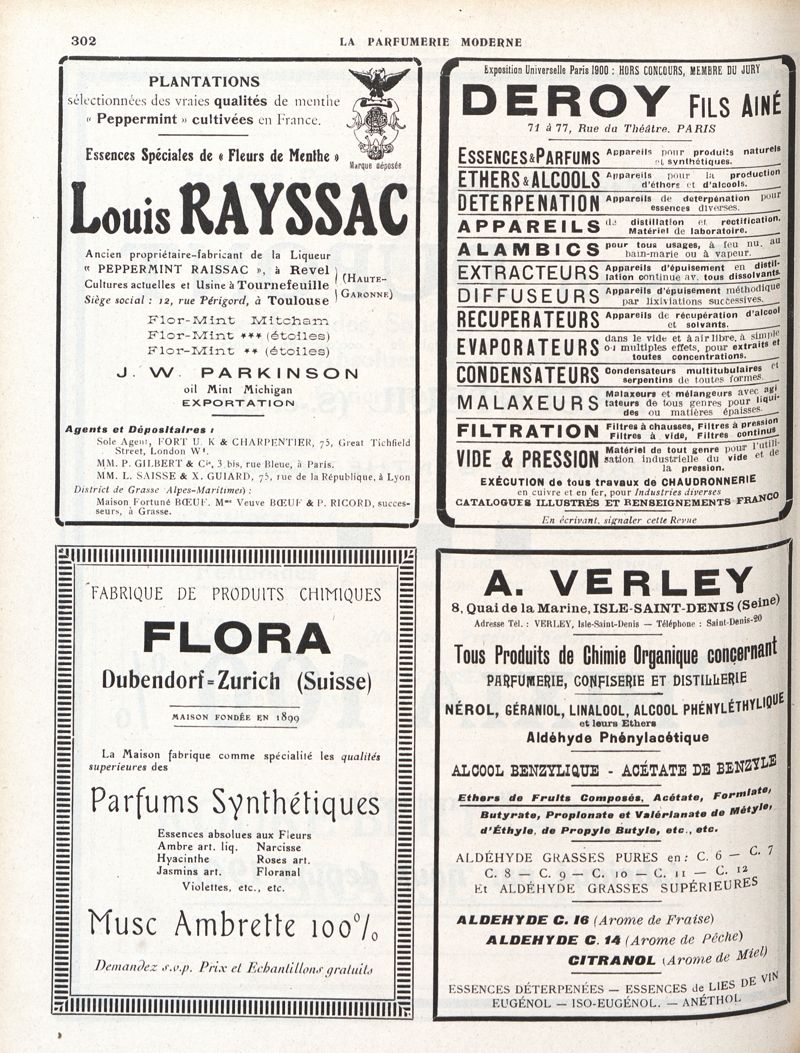 302
LA PARFUMERIE MODERNE
PLANTATIONS
sélectionnées des vraies qualités de menthe
« Peppermint » cultivées en France.
Marque déposée
Essences Spéciales de « Fleurs de Menthe »
Louis RAYSSAC
Ancien propriétaire-fabricant de la Liqueur
“ PEPPERMINT RAISSAC ”, à Revel
Cultures actuelles et Usine à Tournefeuille
Siège social : 12, rue Périgord, à Toulouse
(HAUTE-
GARONNE)
Flor-Mint Mitcham
Flor-Mint *** (étoiles)
Flor-Mint ** (étoiles)
J. W. PARKINSON
oil Mint Michigan
EXPORTATION
Agents et Dépositaires :
Sole Agent, FORT U. K & CHARPENTIER, 75, Great Tichfield
Street, London W1.
MM. P. GILBERT & Cie, 3 bis, rue Bleue, à Paris.
MM. L. SAISSE & X. GUIARD, 75, rue de la République, à Lyon
District de Grasse Alpes-Maritimes) :
Maison Fortuné BŒUF. Mme Veuve BŒUF & P. RICORD, succes-
seurs, à Grasse.
Exposition Universelle Paris 1900 : HORS CONCOURS, MEMBRE DU JURY
DEROY FILS AINÉ
71 à 77, Rue du Théâtre. PARIS
ESSENCES & PARFUMS Appareils pour produits naturels
et synthétiques.
ETHERS & ALCOOLS Appareils pour la production
d'éthers et d'alcools.
DETERPENATION Appareils de deterpénation pour
essences diverses.
APPAREILS de distillation et rectification.
Matériel de laboratoire.
ALAMBICS pour tous usages, à feu nu, au
bain-marie ou à vapeur.
EXTRACTEURS Appareils d'épuisement en distil-
lation continue av. tous dissolvants.
DIFFUSEURS Appareils d'épuisement méthodique
par lixiviations successives.
RECUPERATEURS Appareils de récupération d'alcool
et solvants.
EVAPORATEURS dans le vide et à air libre, à simple
ou multiples effets, pour extraits et
toutes concentrations.
CONDENSATEURS Condensateurs multitubulaires et
serpentins de toutes formes.
MALAXEURS Malaxeurs et mélangeurs avec agi
tateurs de tous genres pour liqui-
des ou matières épaisses.
FILTRATION Filtres à chausses, Filtres à pression
Filtres à vide, Filtres continus
VIDE & PRESSION Matériel de tout genre pour l'utili-
sation industrielle du vide et de
la pression.
EXÉCUTION de tous travaux de CHAUDRONNERIE
en cuivre et en fer, pour Industries diverses
CATALOGUES ILLUSTRÉS ET RENSEIGNEMENTS FRANCO
En écrivant, signaler cette Revue
FABRIQUE DE PRODUITS CHIMIQUES
FLORA
Dubendorf=Zurich (Suisse)
MAISON FONDÉE EN 1899
La Maison fabrique comme spécialité les qualités
superieures des
Parfums Synthétiques
Essences absolues aux Fleurs
Ambre art. liq. Narcisse
Hyacinthe Roses art.
Jasmins art. Floranal
Violettes, etc., etc.
Musc Ambrette 100%
Demandez s.v.p. Prix et Echantillons gratuits
A. VERLEY
8, Quai de la Marine, ISLE-SAINT-DENIS (Seine)
Adresse Tél. : VERLEY, Isle-Saint-Denis — Téléphone : Saint-Denis-20
Tous Produits de Chimie Organique concernant
PARFUMERIE, CONFISERIE ET DISTILLERIE
NÉROL, GÉRANIOL, LINALOOL, ALCOOL PHÉNYLÉTHYLIQUE
et leurs Ethers
Aldéhyde Phénylacétique
ALCOOL BENZYLIQUE - ACÉTATE DE BENZYLE
Ethers de Fruits Composés, Acétate, Formiate,
Butyrate, Propionate et Valérianate de Métyle,
d'Éthyle, de Propyle Butyle, etc., etc.
ALDÉHYDE GRASSES PURES en : C. 6 — C. 7
C. 8 — C. 9 — C. 10 — C. 11 — C. 12
Et ALDÉHYDE GRASSES SUPÉRIEURES
ALDEHYDE C. 16 (Arome de Fraise)
ALDEHYDE C. 14 (Arome de Pêche)
CITRANOL (Arome de Miel)
ESSENCES DÉTERPENÉES — ESSENCES de LIES DE VIN
EUGÉNOL — ISO-EUGÉNOL. — ANÉTHOL